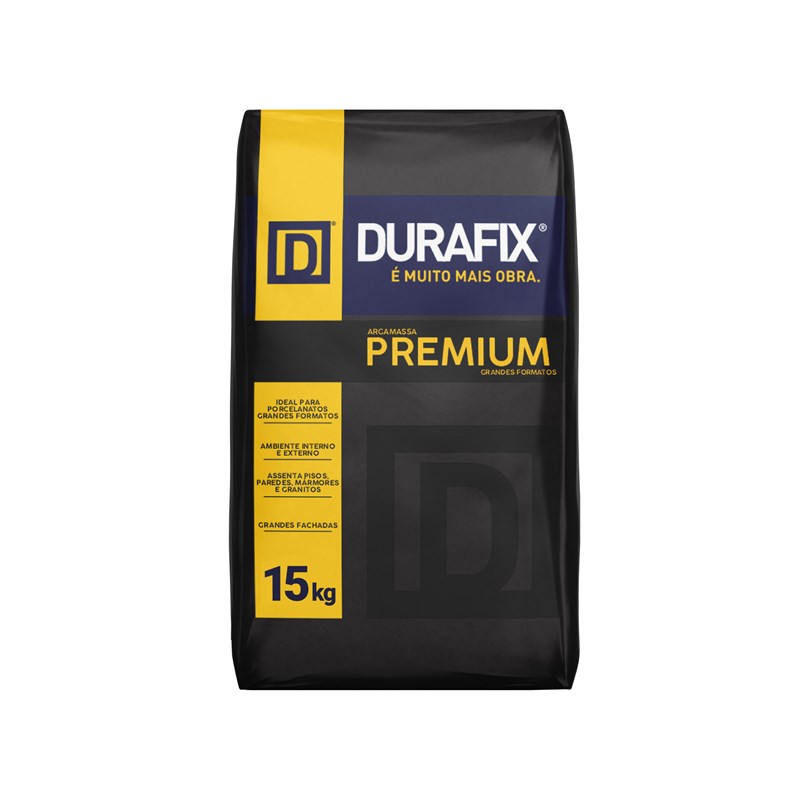 D®
DURAFIX®
É MUITO MAIS OBRA.
ARGAMASSA
PREMIUM
GRANDES FORMATOS
IDEAL PARA
PORCELANATOS
GRANDES FORMATOS
AMBIENTE INTERNO
E EXTERNO
ASSENTA PISOS,
PAREDES, MÁRMORES
E GRANITOS
GRANDES FACHADAS
15kg
D